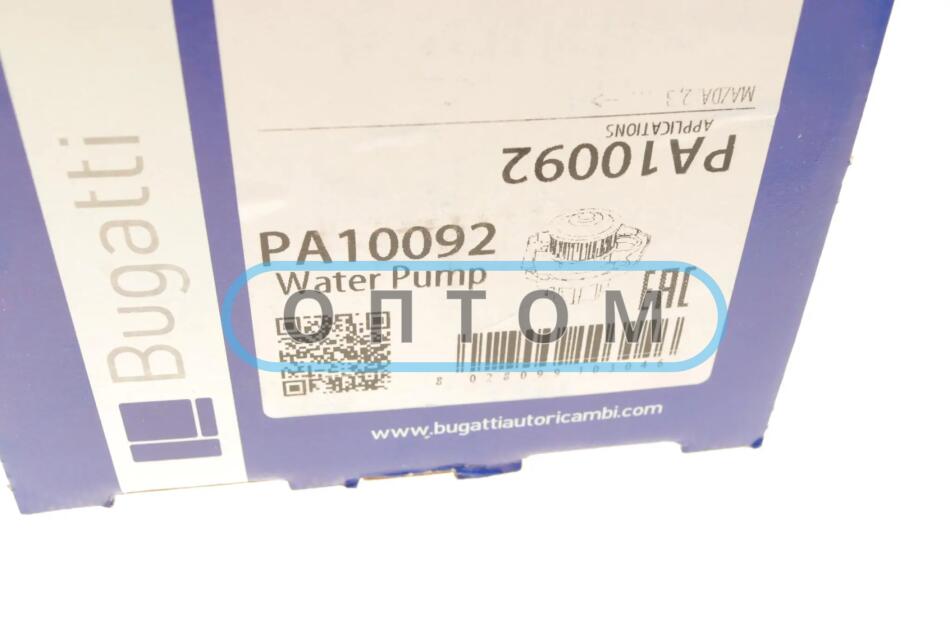 MAZDA 2,3 ... ->
APPLICATIONS
PA10092
PA10092
Water Pump
ОПТОМ
EAC
Bugatti
www.bugattiautoricambi.com